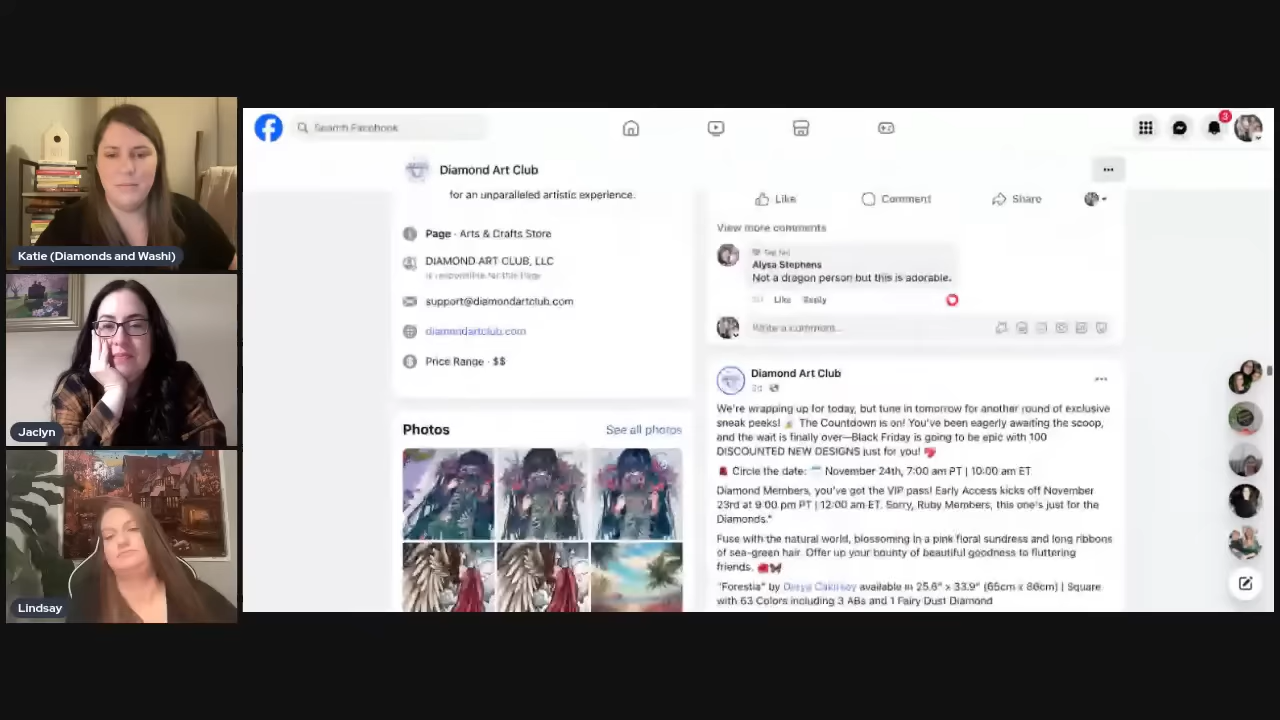 Search Facebook
3
Diamond Art Club
for an unparalleled artistic experience.
Page · Arts & Crafts Store
DIAMOND ART CLUB, LLC
is responsible for this Page
support@diamondartclub.com
diamondartclub.com
Price Range · $$
Photos
See all photos
Like
Comment
Share
View more comments
Top fan
Alysa Stephens
Not a dragon person but this is adorable.
Like Reply
Write a comment...
Diamond Art Club
We're wrapping up for today, but tune in tomorrow for another round of exclusive
sneak peeks! The Countdown is on! You've been eagerly awaiting the scoop,
and the wait is finally over—Black Friday is going to be epic with 100
DISCOUNTED NEW DESIGNS just for you!
Circle the date: November 24th, 7:00 am PT | 10:00 am ET
Diamond Members, you've got the VIP pass! Early Access kicks off November
23rd at 9:00 pm PT | 12:00 am ET. Sorry, Ruby Members, this one's just for the
Diamonds.*
Fuse with the natural world, blossoming in a pink floral sundress and long ribbons
of sea-green hair. Offer up your bounty of beautiful goodness to fluttering
friends.
"Forestia" by available in 25.6" x 33.9" (65cm x 86cm) | Square
with 63 Colors including 3 ABs and 1 Fairy Dust Diamond
Katie (Diamonds and Washi)
Jaclyn
Lindsay